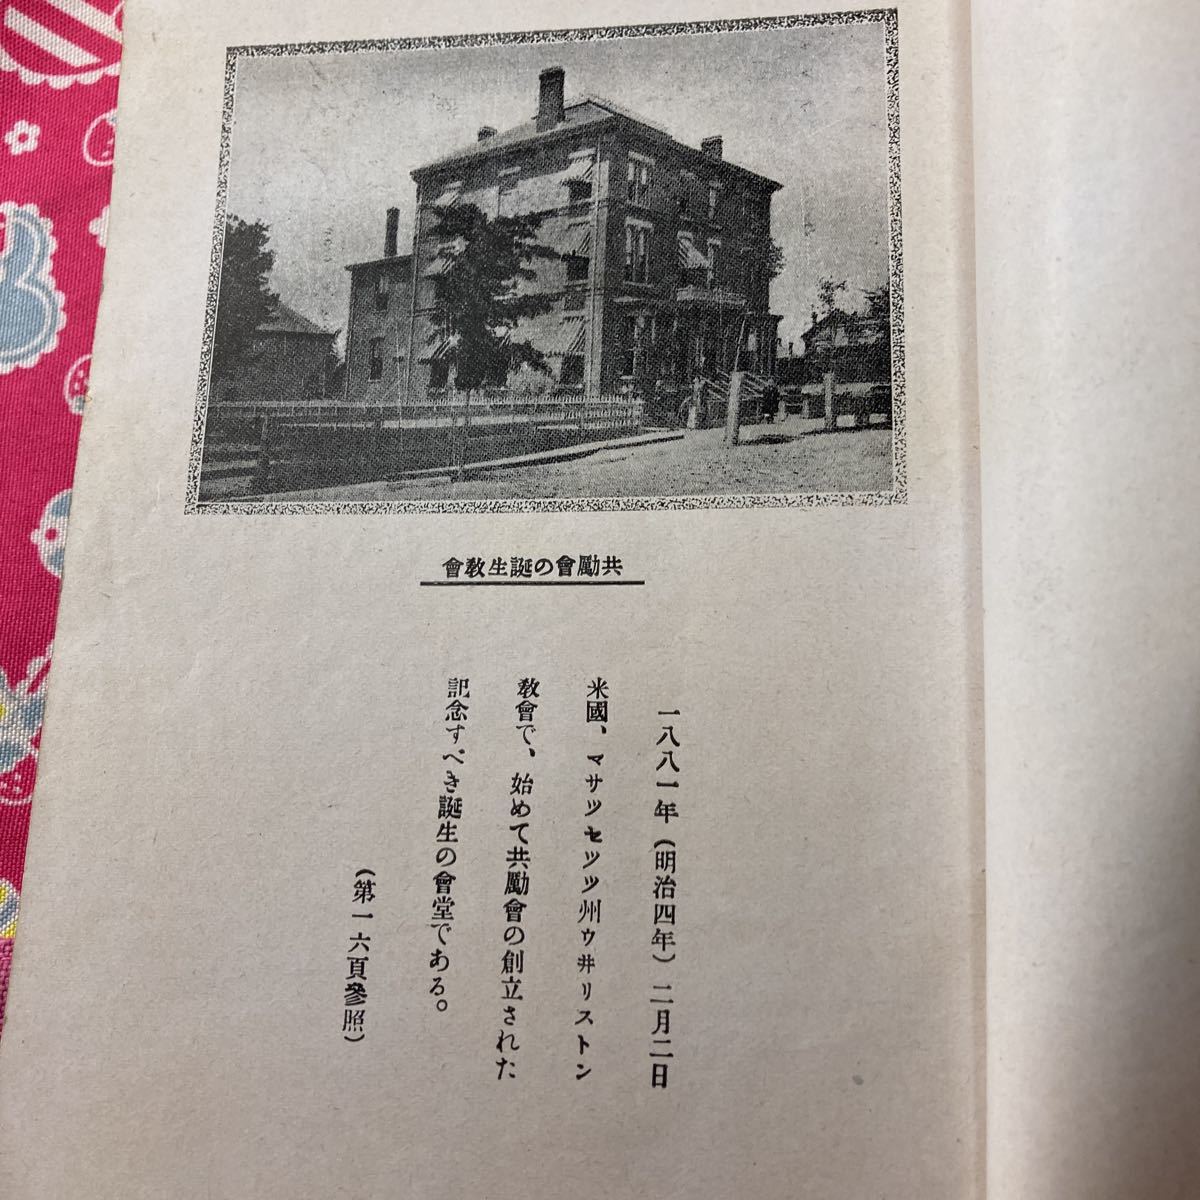 共勵會の誕生敎會
一八八一年(明治四年)二月二日
米國、マサツセツツ州ウ井リストン
敎會で、始めて共勵會の創立された
記念すべき誕生の會堂である。
(第一六頁參照)